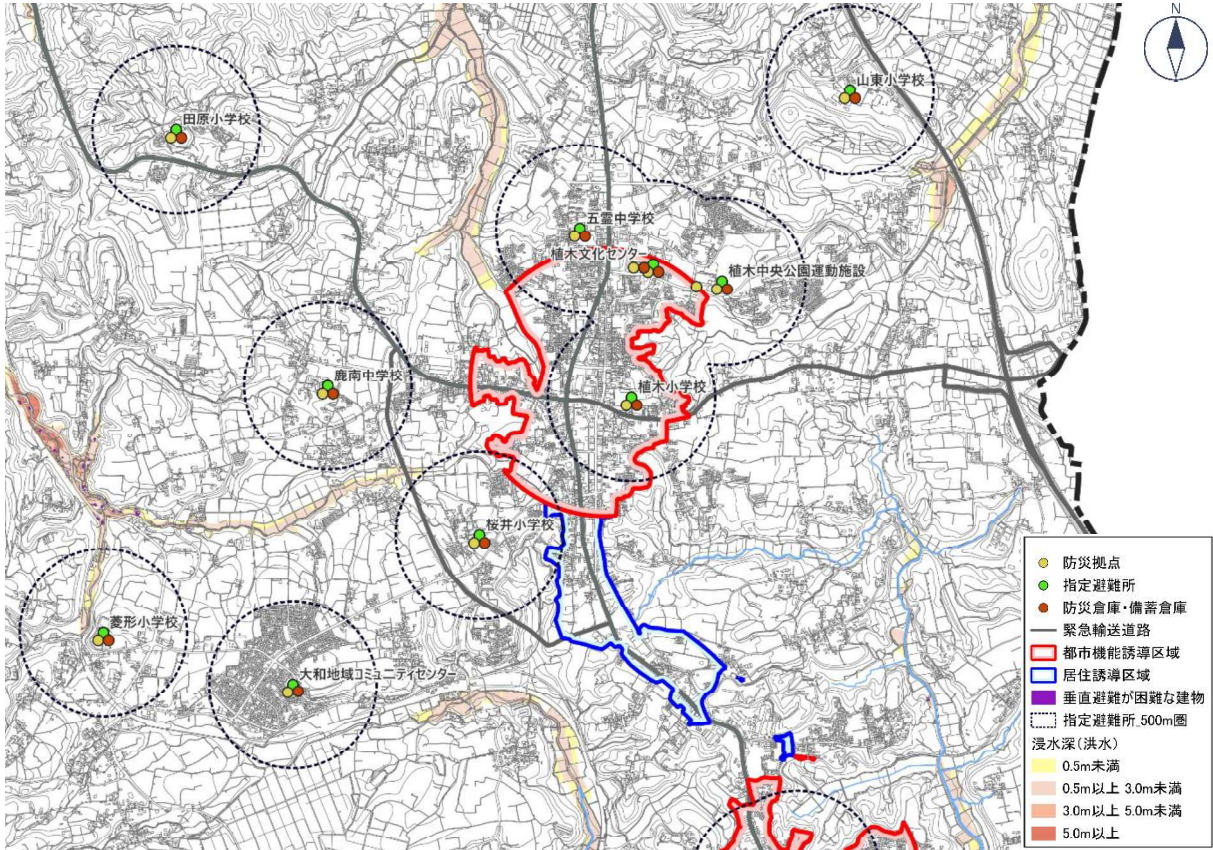 N
山東小学校
田原小学校
五霊中学校
植木文化センター
植木中央公園運動施設
鹿南中学校
植木小学校
桜井小学校
菱形小学校
大和地域コミュニティセンター
防災拠点
指定避難所
防災倉庫・備蓄倉庫
緊急輸送道路
都市機能誘導区域
居住誘導区域
垂直避難が困難な建物
指定避難所_500m圏
浸水深(洪水)
0.5m未満
0.5m以上 3.0m未満
3.0m以上 5.0m未満
5.0m以上